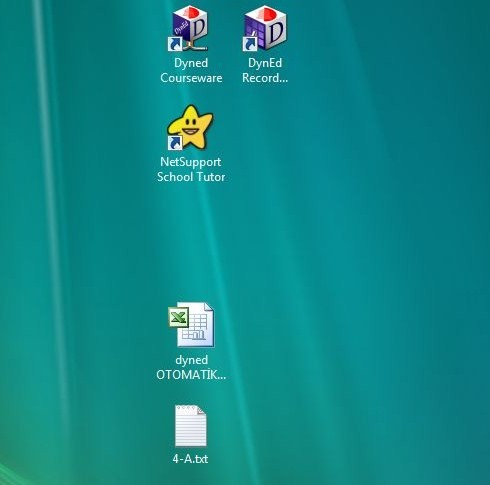 Dyned
Courseware
DynEd
Record...
NetSupport
School Tutor
dyned
OTOMATİK...
4-A.txt